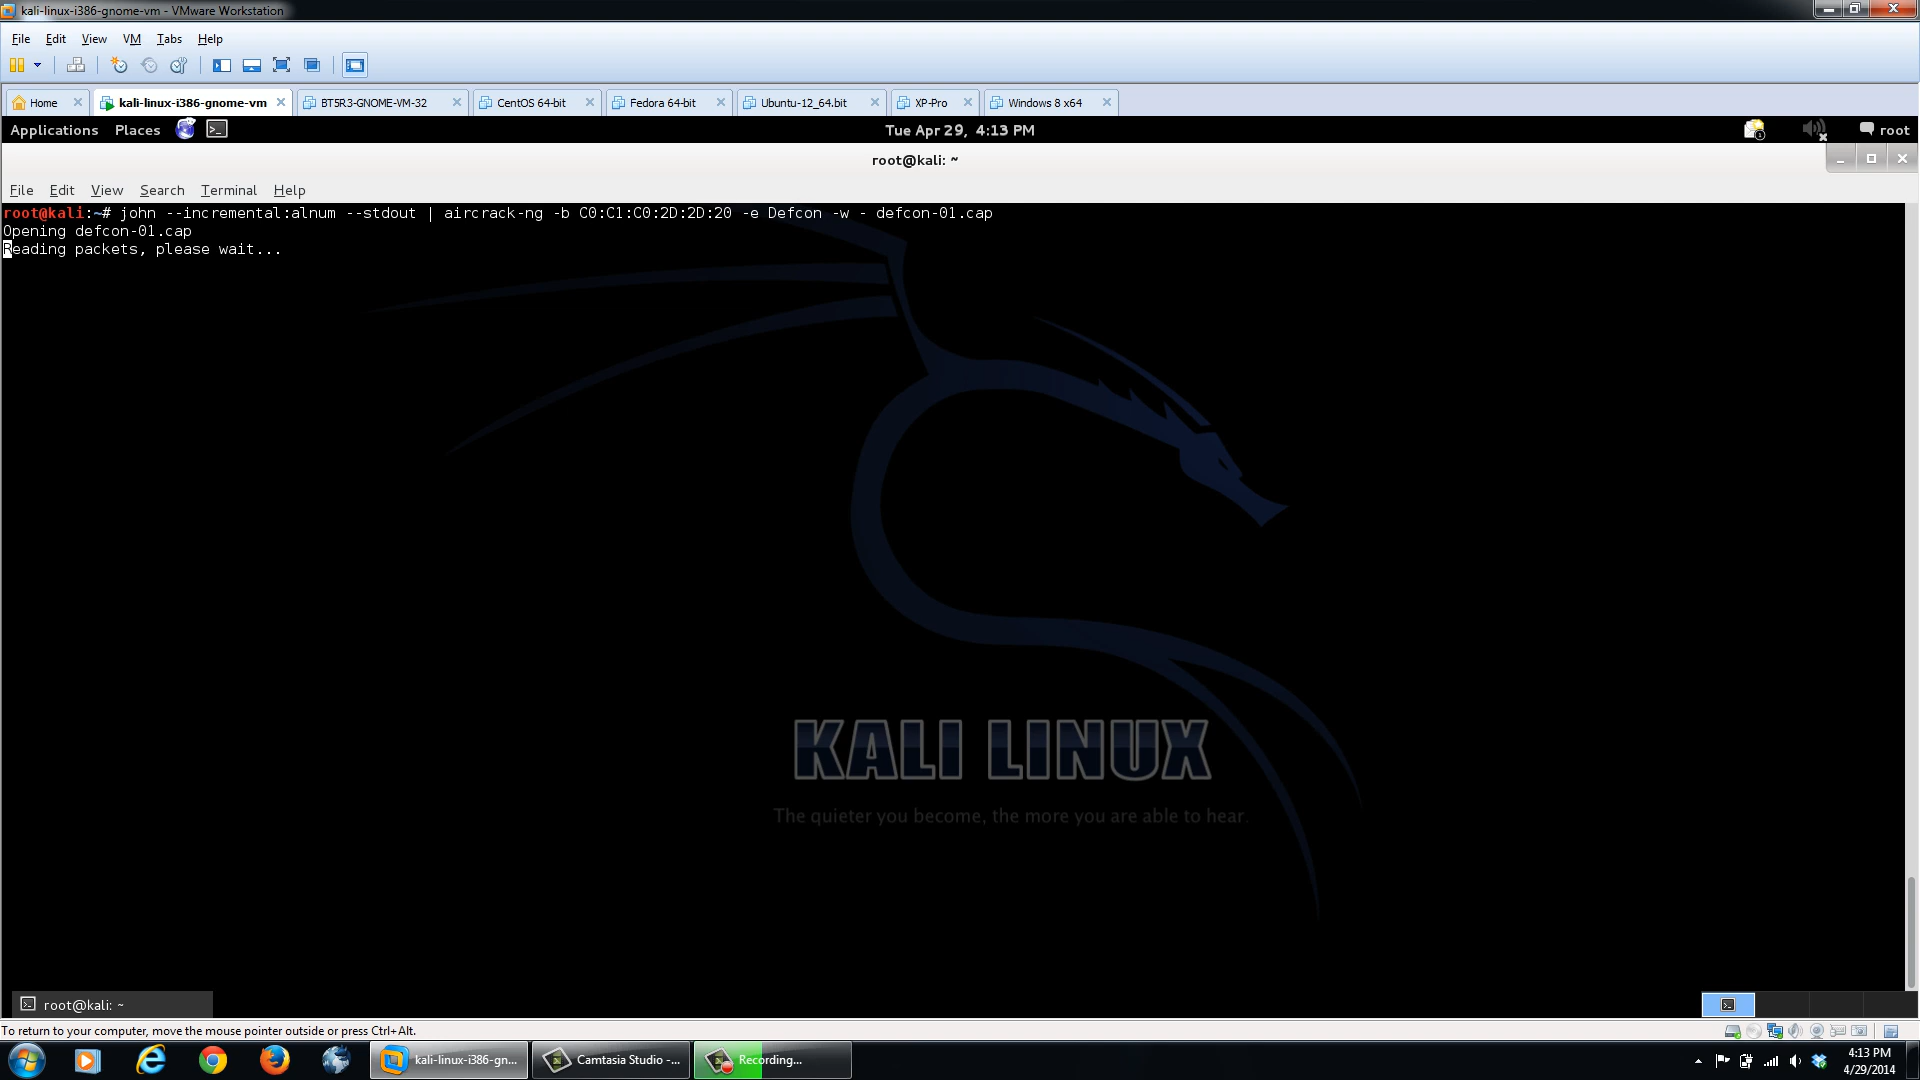 kali-linux-i386-gnome-vm - VMware Workstation
File Edit View VM Tabs Help
Home kali-linux-i386-gnome-vm BT5R3-GNOME-VM-32 CentOS 64-bit Fedora 64-bit Ubuntu-12_64.bit XP-Pro Windows 8 x64
Applications Places Tue Apr 29, 4:13 PM root
root@kali: ~
File Edit View Search Terminal Help
root@kali:~# john --incremental:alnum --stdout | aircrack-ng -b C0:C1:C0:2D:2D:20 -e Defcon -w - defcon-01.cap
Opening defcon-01.cap
Reading packets, please wait...
KALI LINUX
The quieter you become, the more you are able to hear.
root@kali: ~
To return to your computer, move the mouse pointer outside or press Ctrl+Alt.
kali-linux-i386-gn... Camtasia Studio -... Recording... 4:13 PM
4/29/2014